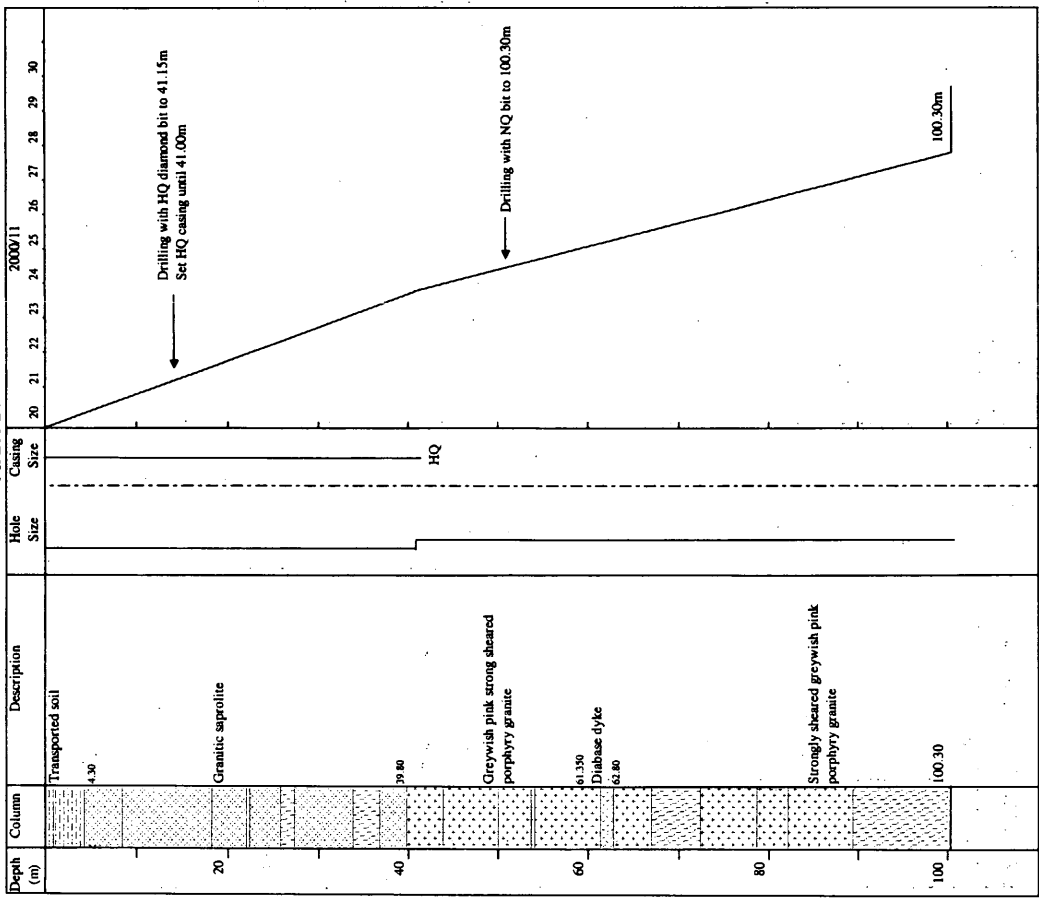 Depth
(m)
Column
Description
Hole
Size
Casing
Size
2000/11
20 21 22 23 24 25 26 27 28 29 30
Transported soil
4.30
Granitic saprolite
20
39.80
40
Greywish pink strong sheared
porphyry granite
60
61.350
Diabase dyke
62.80
80
Strongly sheared greywish pink
porphyry granite
100.30
100
HQ
Drilling with HQ diamond bit to 41.15m
Set HQ casing until 41.00m
Drilling with NQ bit to 100.30m
100.30m